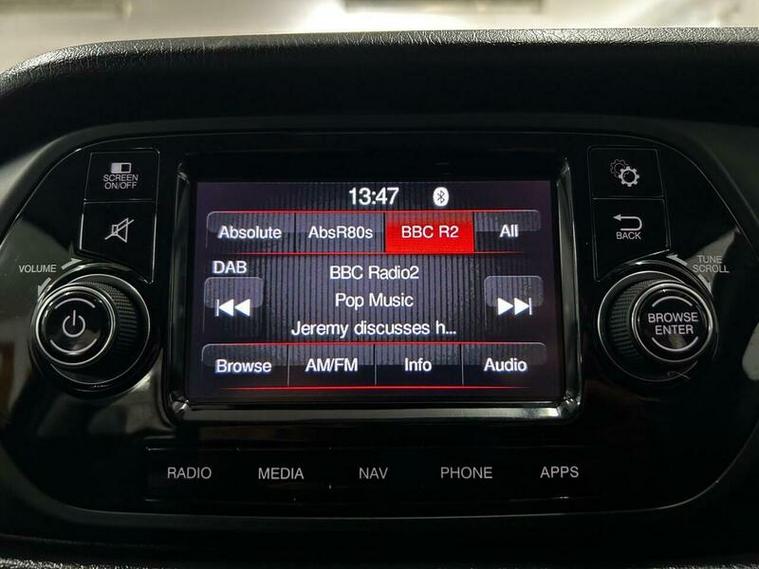 SCREEN
ON/OFF
13:47
Absolute AbsR80s BBC R2 All
DAB
BBC Radio2
Pop Music
Jeremy discusses h...
Browse AM/FM Info Audio
BACK
VOLUME
TUNE
SCROLL
BROWSE
ENTER
RADIO MEDIA NAV PHONE APPS